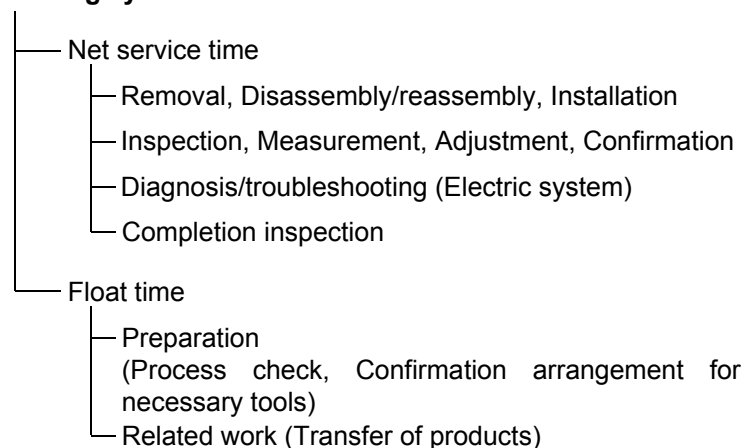 Net service time
Removal, Disassembly/reassembly, Installation
Inspection, Measurement, Adjustment, Confirmation
Diagnosis/troubleshooting (Electric system)
Completion inspection
Float time
Preparation
(Process check, Confirmation arrangement for
necessary tools)
Related work (Transfer of products)